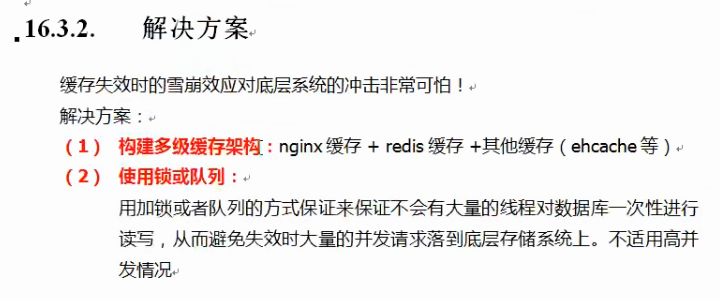 16.3.2. 解决方案
缓存失效时的雪崩效应对底层系统的冲击非常可怕！
解决方案：
（1） 构建多级缓存架构：nginx 缓存 + redis 缓存 +其他缓存（ehcache 等）
（2） 使用锁或队列：
用加锁或者队列的方式保证来保证不会有大量的线程对数据库一次性进行
读写，从而避免失效时大量的并发请求落到底层存储系统上。不适用高并
发情况